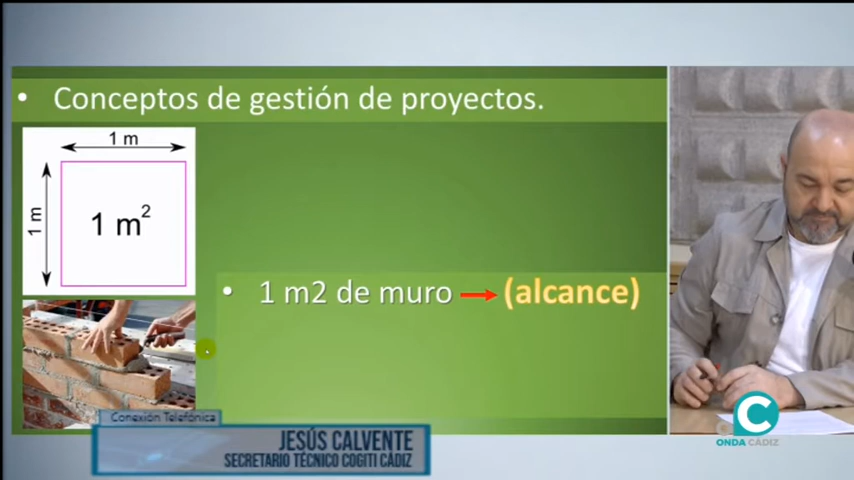 • Conceptos de gestión de proyectos.
1 m
1 m
1 m²
• 1 m2 de muro → (alcance)
Conexión Telefónica
JESÚS CALVENTE
SECRETARIO TÉCNICO COGITI CÁDIZ
C
ONDA CÁDIZ